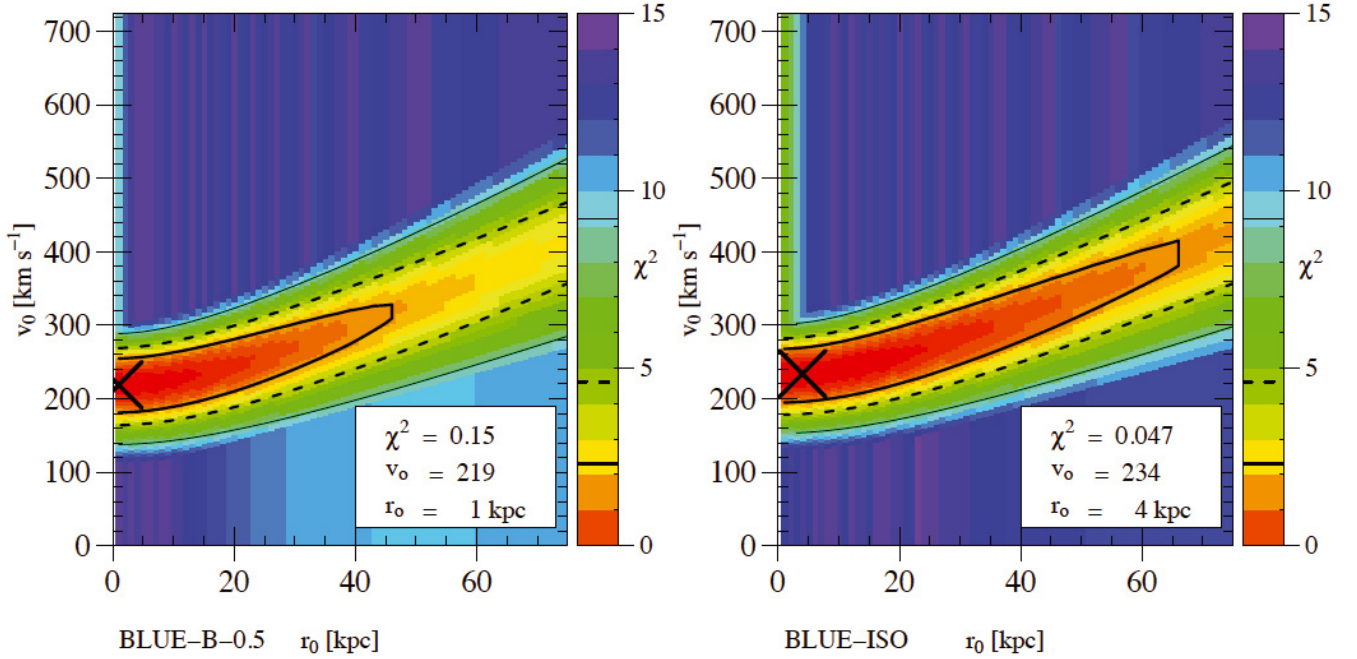 700
600
500
400
300
200
100
0
v₀ [km s⁻¹]
0 20 40 60
χ² = 0.15
vₒ = 219
rₒ = 1 kpc
15
10
χ²
5
0
BLUE–B–0.5 r₀ [kpc]
700
600
500
400
300
200
100
0
v₀ [km s⁻¹]
0 20 40 60
χ² = 0.047
vₒ = 234
rₒ = 4 kpc
15
10
χ²
5
0
BLUE–ISO r₀ [kpc]